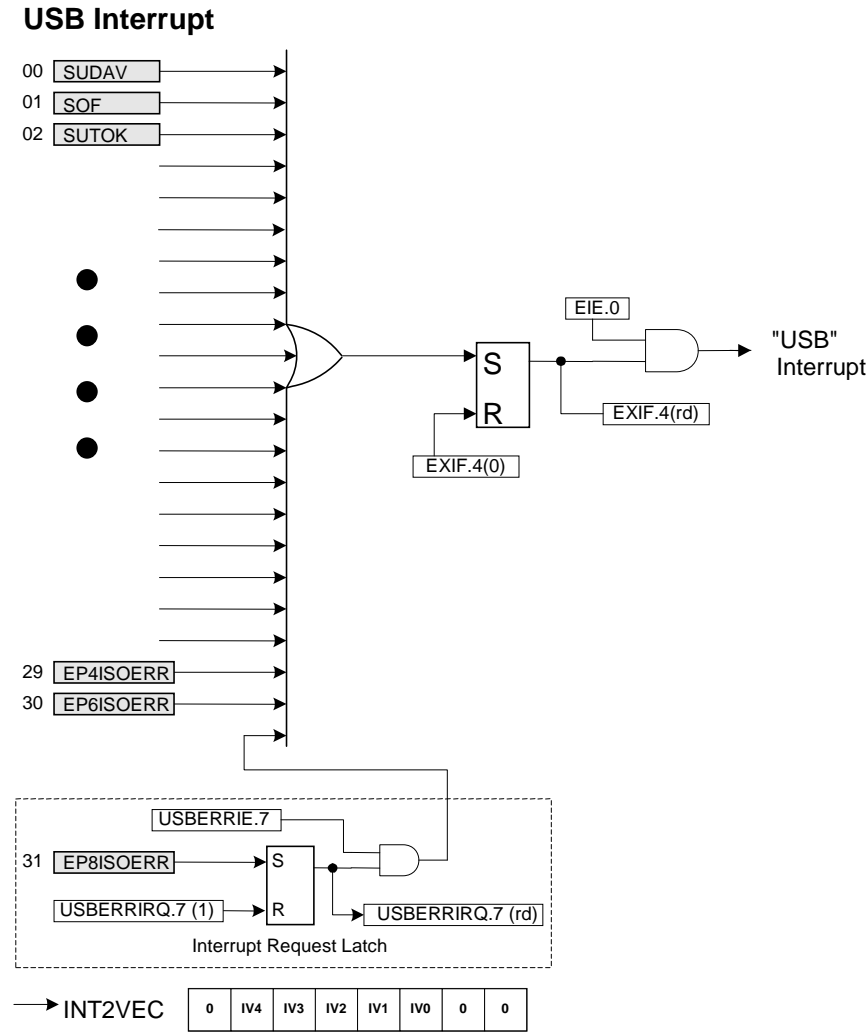 USB Interrupt
00 SUDAV
01 SOF
02 SUTOK
EIE.0
"USB"
Interrupt
S
R
EXIF.4(rd)
EXIF.4(0)
29 EP4ISOERR
30 EP6ISOERR
USBERRIE.7
31 EP8ISOERR
S
USBERRIRQ.7 (1)
R
USBERRIRQ.7 (rd)
Interrupt Request Latch
INT2VEC 0 IV4 IV3 IV2 IV1 IV0 0 0